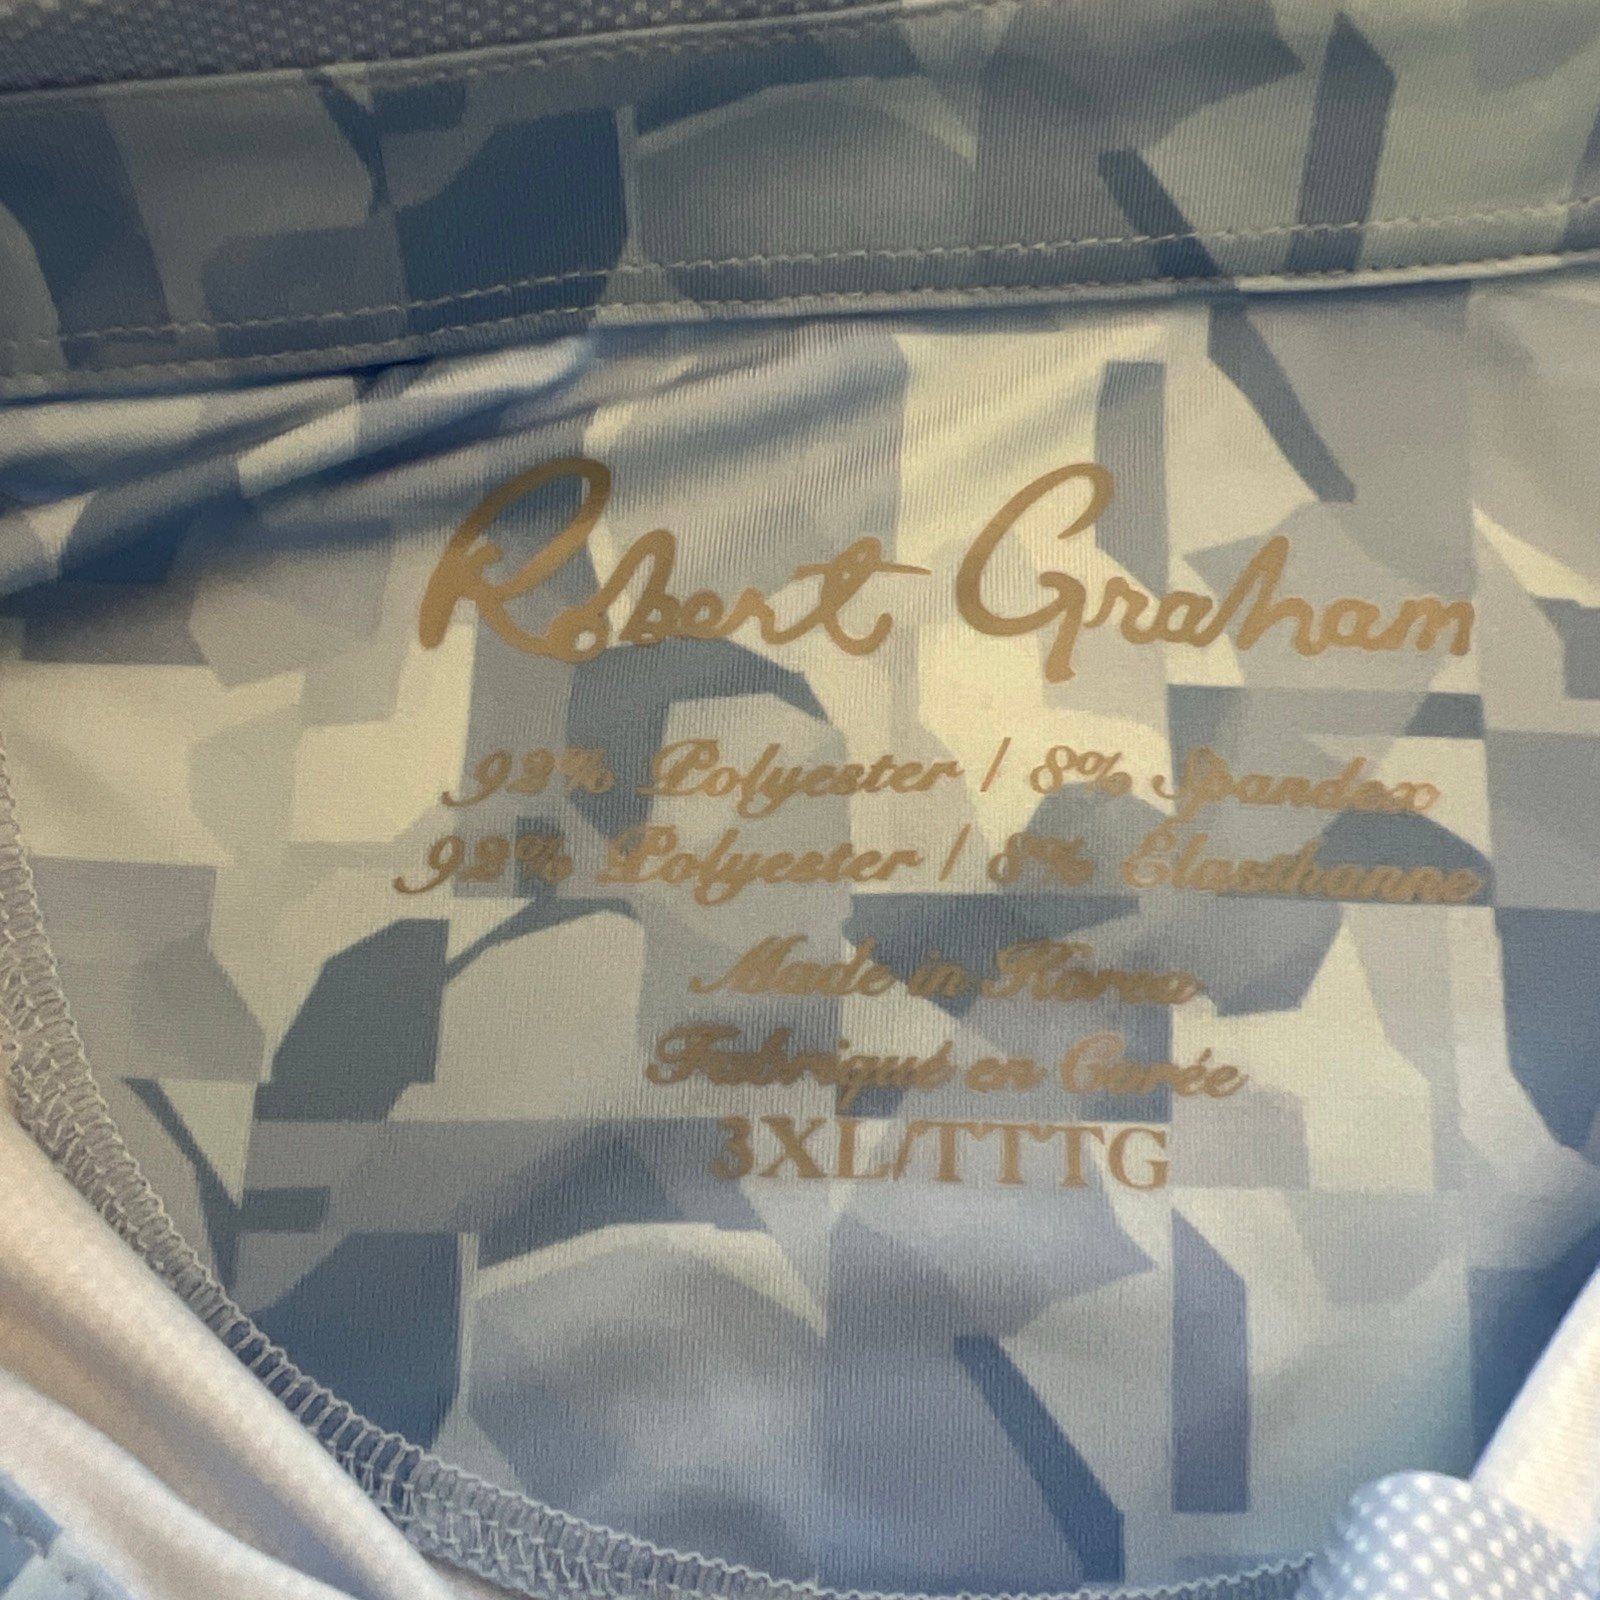 Robert Graham
92% Polyester / 8% Spandex
92% Polyester / 8% Élasthanne
Made in Korea
Fabriqué en Corée
3XL/TTTG